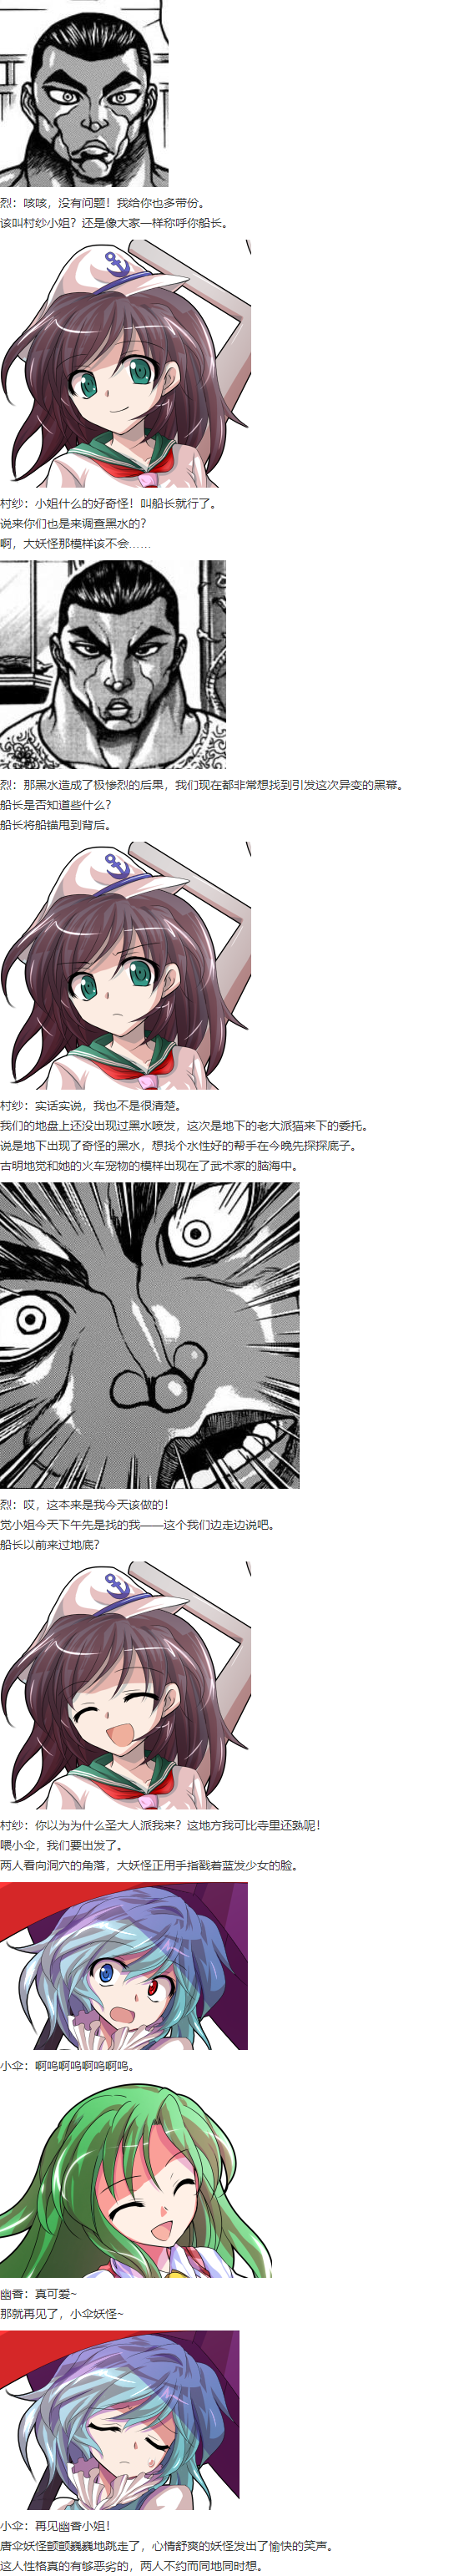 烈：咳咳，没有问题！我给你也多带份。
该叫村纱小姐？还是像大家一样称呼你船长。
村纱：小姐什么的好奇怪！叫船长就行了。
说来你们也是来调查黑水的？
啊，大妖怪那模样该不会……
烈：那黑水造成了极惨烈的后果，我们现在都非常想找到引发这次异变的黑幕。
船长是否知道些什么？
船长将船锚甩到背后。
村纱：实话实说，我也不是很清楚。
我们的地盘上还没出现过黑水喷发，这次是地下的老大派猫来下的委托。
说是地下出现了奇怪的黑水，想找个水性好的帮手在今晚先探探底子。
古明地觉和她的火车宠物的模样出现在了武术家的脑海中。
烈：哎，这本来是我今天该做的！
觉小姐今天下午先是找的我——这个我们边走边说吧。
船长以前来过地底？
村纱：你以为为什么圣大人派我来？这地方我可比寺里还熟呢！
喂小伞，我们要出发了。
两人看向洞穴的角落，大妖怪正用手指戳着蓝发少女的脸。
小伞：啊呜啊呜啊呜啊呜。
幽香：真可爱~
那就再见了，小伞妖怪~
小伞：再见幽香小姐！
唐伞妖怪颤颤巍巍地跳走了，心情舒爽的妖怪发出了愉快的笑声。
这人性格真的有够恶劣的，两人不约而同地同时想。